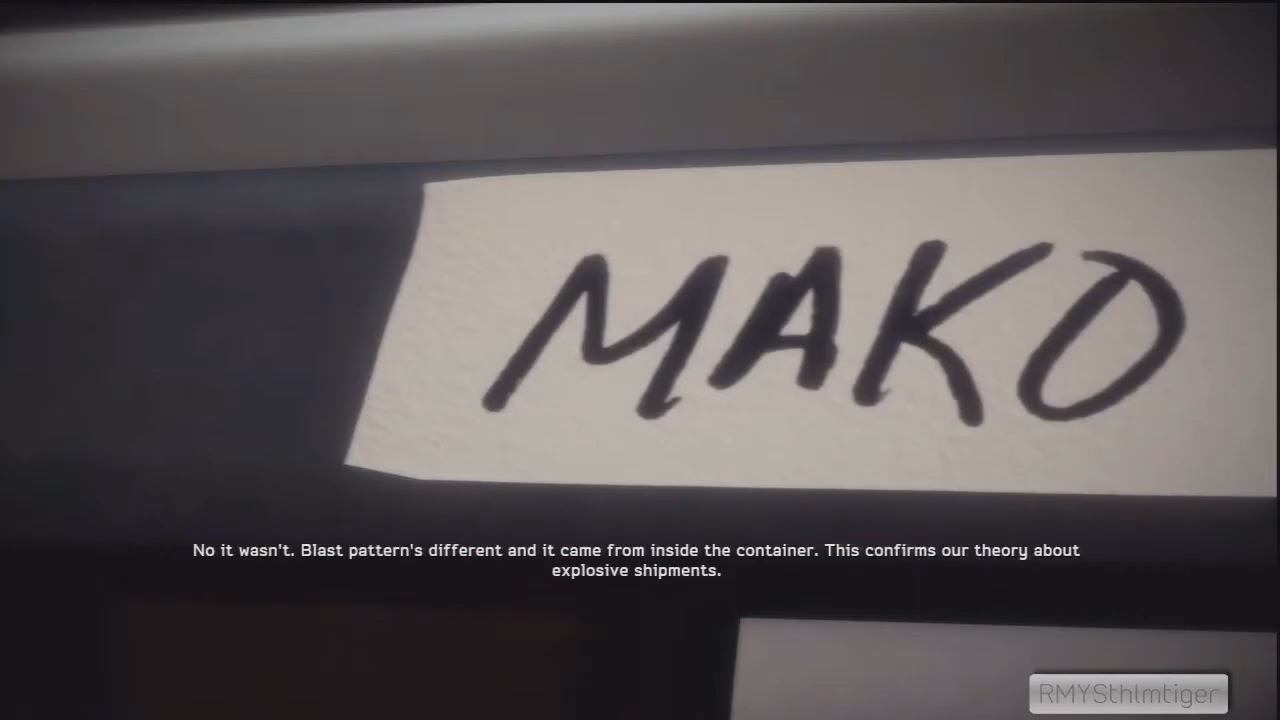 MAKO
No it wasn't. Blast pattern's different and it came from inside the container. This confirms our theory about
explosive shipments.
RMYSthlmtiger